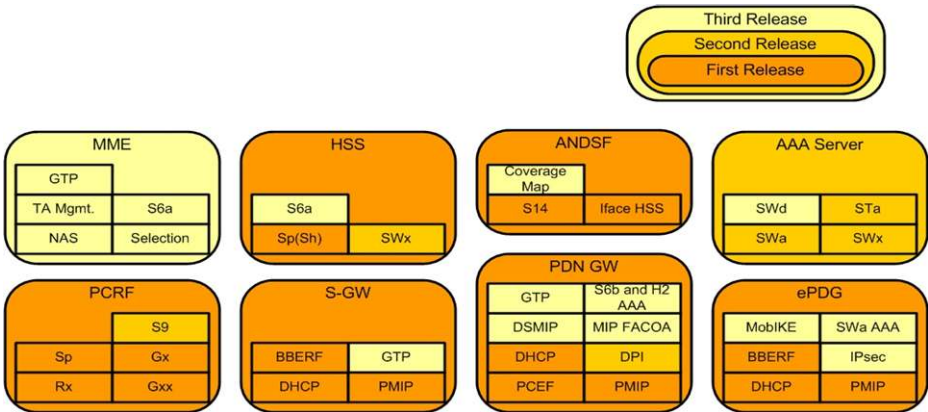 Third Release
Second Release
First Release
MME
GTP
TA Mgmt.
S6a
NAS
Selection
HSS
S6a
Sp(Sh)
SWx
ANDSF
Coverage
Map
S14
Iface HSS
AAA Server
SWd
STa
SWa
SWx
PCRF
S9
Sp
Gx
Rx
Gxx
S-GW
BBERF
GTP
DHCP
PMIP
PDN GW
GTP
S6b and H2
AAA
DSMIP
MIP FACOA
DHCP
DPI
PCEF
PMIP
ePDG
MobIKE
SWa AAA
BBERF
IPsec
DHCP
PMIP